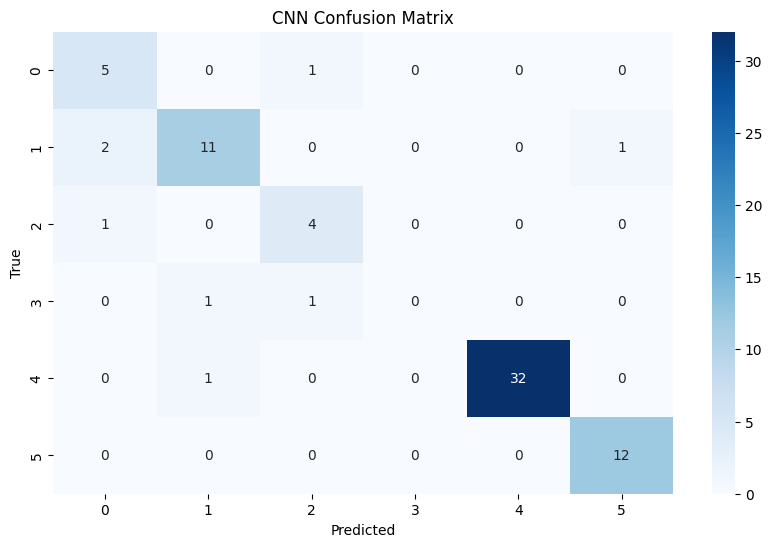 CNN Confusion Matrix
0 5 0 1 0 0 0
1 2 11 0 0 0 1
2 1 0 4 0 0 0
3 0 1 1 0 0 0
4 0 1 0 0 32 0
5 0 0 0 0 0 12
0 1 2 3 4 5
True
Predicted
30
25
20
15
10
5
0